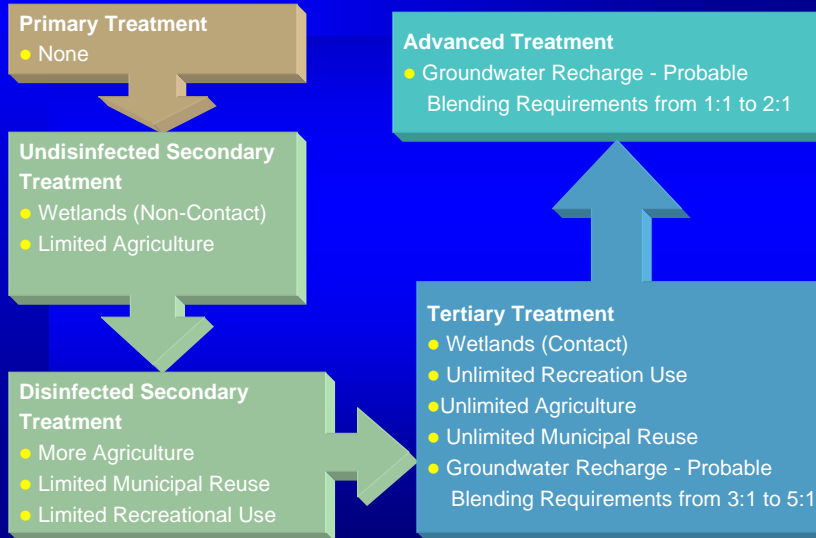 Primary Treatment
● None
Undisinfected Secondary
Treatment
● Wetlands (Non-Contact)
● Limited Agriculture
Disinfected Secondary
Treatment
● More Agriculture
● Limited Municipal Reuse
● Limited Recreational Use
Tertiary Treatment
● Wetlands (Contact)
● Unlimited Recreation Use
●Unlimited Agriculture
● Unlimited Municipal Reuse
● Groundwater Recharge - Probable
Blending Requirements from 3:1 to 5:1
Advanced Treatment
● Groundwater Recharge - Probable
Blending Requirements from 1:1 to 2:1